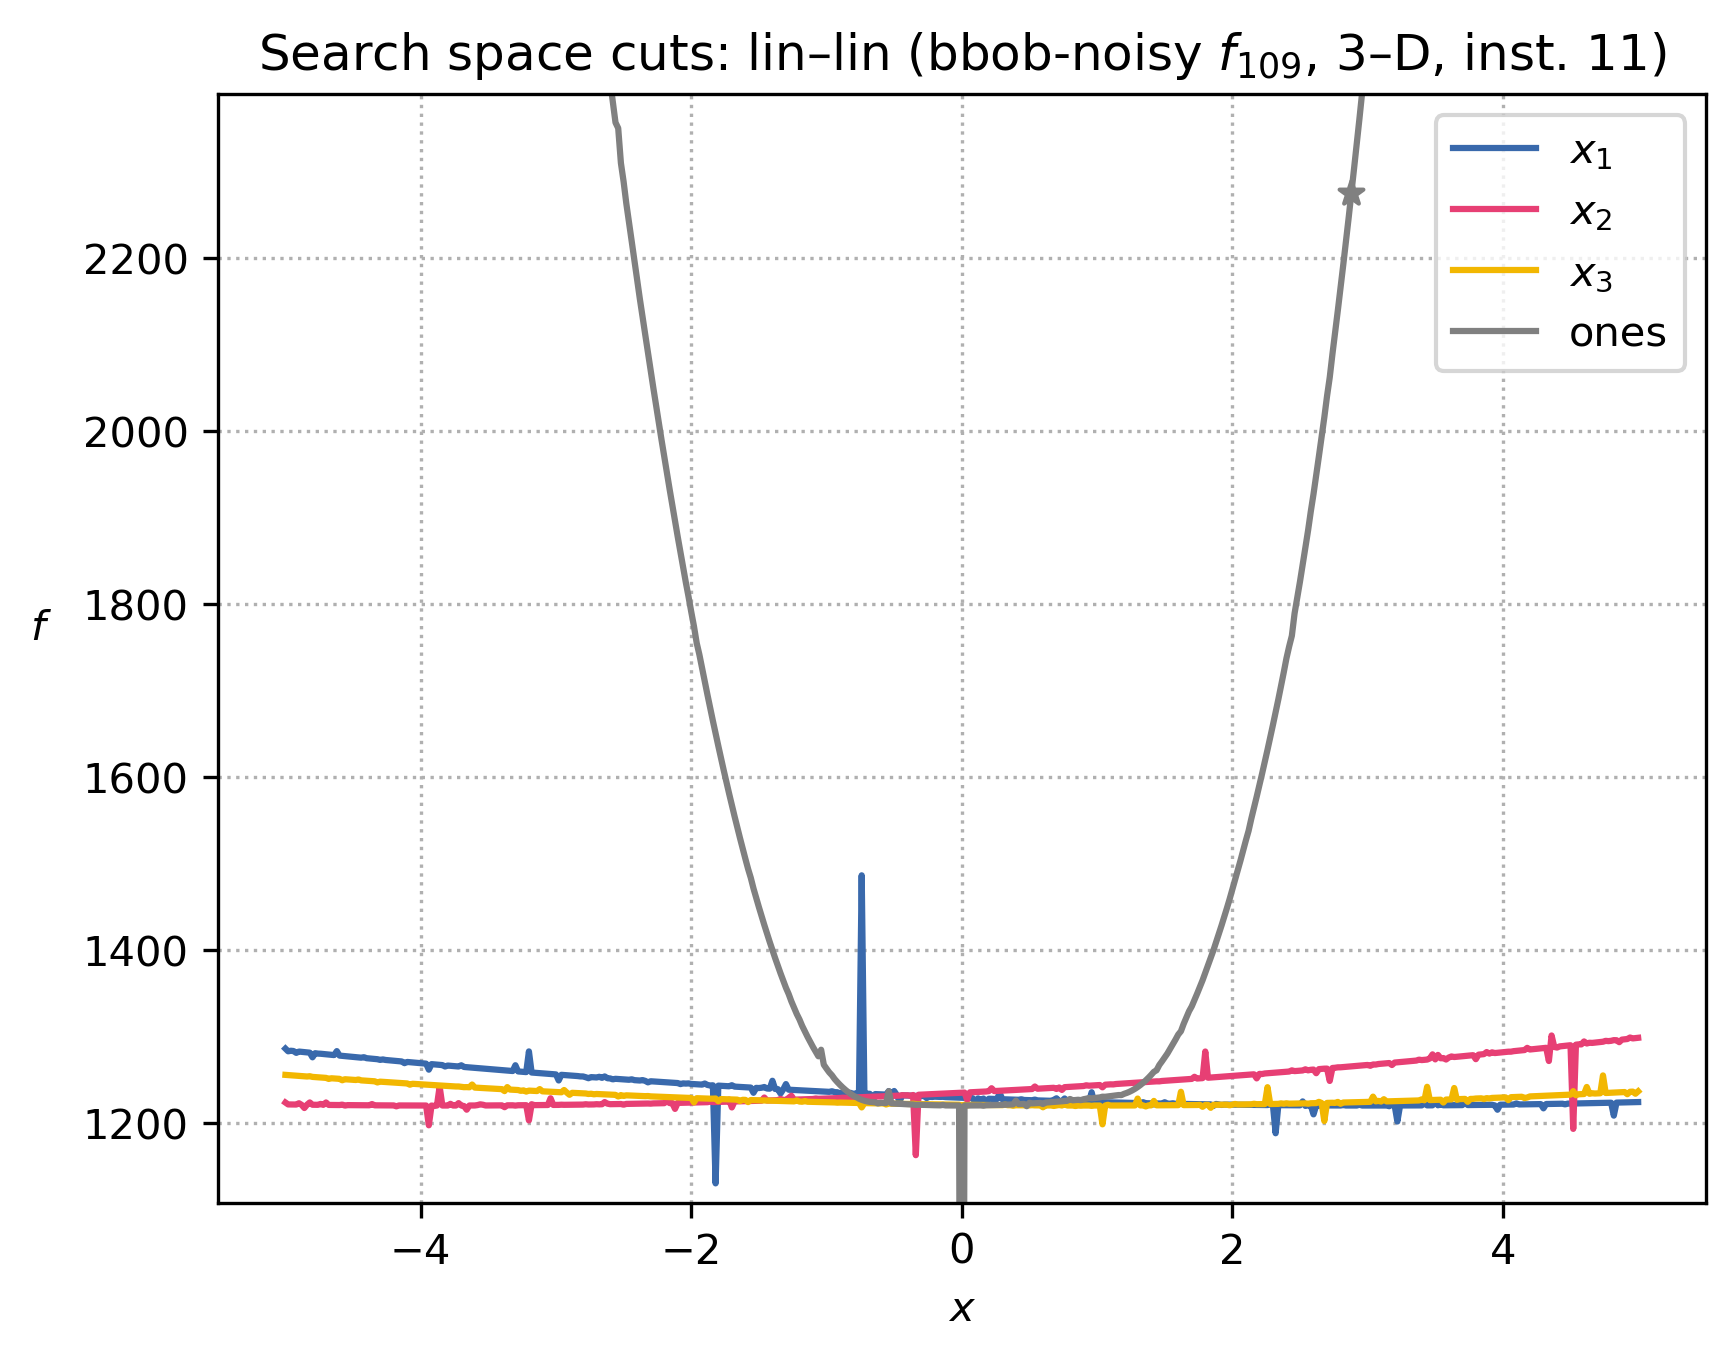 Search space cuts: lin–lin (bbob-noisy f₁₀₉, 3–D, inst. 11)
x₁
x₂
x₃
ones
2200
2000
1800
1600
1400
1200
f
−4
−2
0
2
4
x